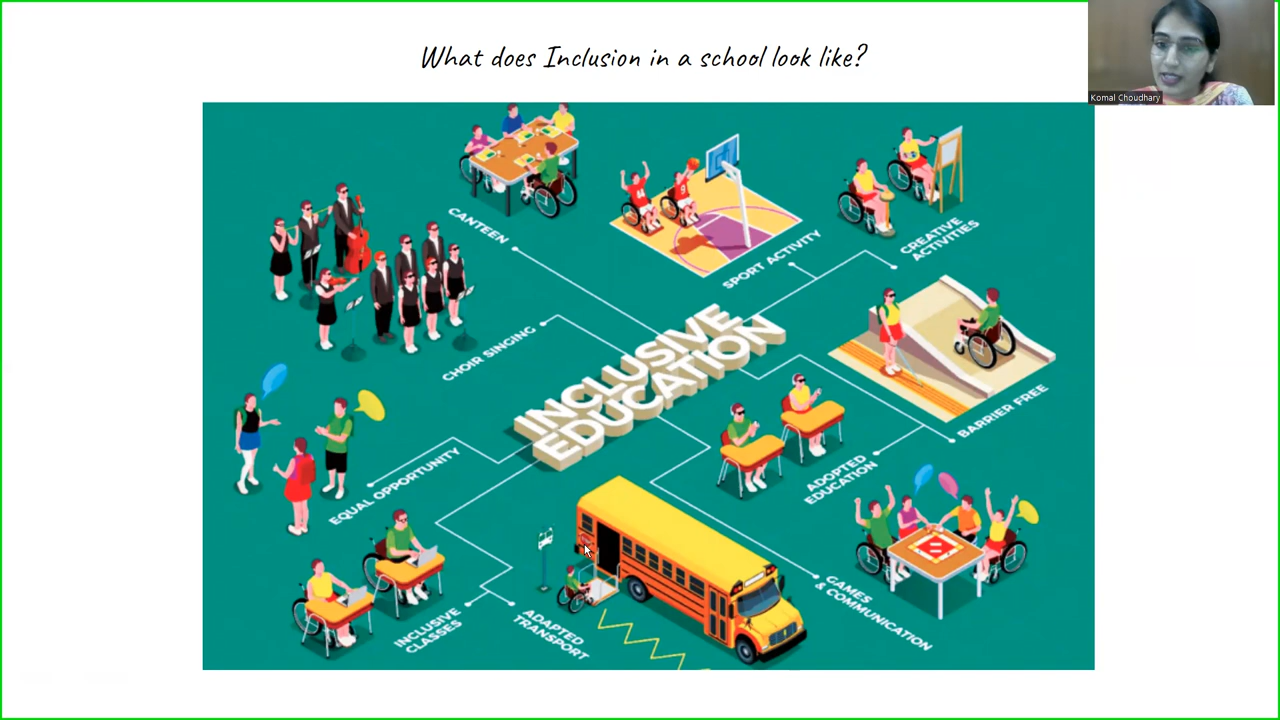 What does Inclusion in a school look like?
Komal Choudhary
CANTEEN
SPORT ACTIVITY
CREATIVE
ACTIVITIES
CHOIR SINGING
INCLUSIVE
EDUCATION
BARRIER FREE
EQUAL OPPORTUNITY
ADOPTED
EDUCATION
INCLUSIVE
CLASSES
ADAPTED
TRANSPORT
GAMES
& COMMUNICATION